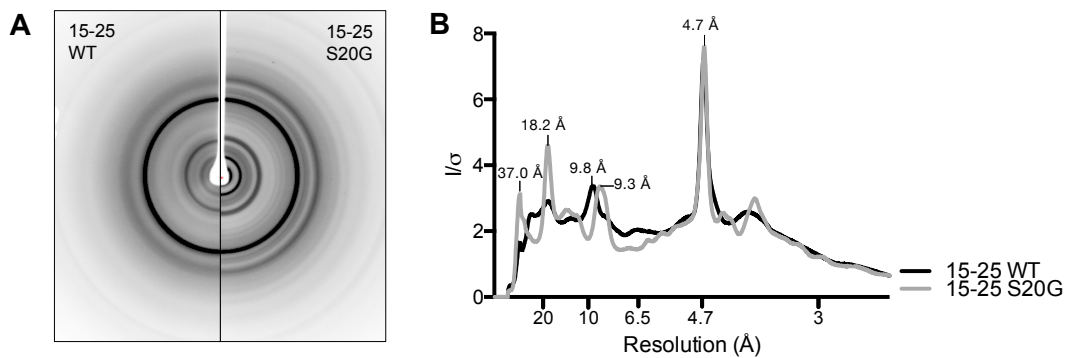 A
15-25
WT
15-25
S20G
B
8
6
4
2
0
I/σ
4.7 Å
18.2 Å
37.0 Å
9.8 Å
9.3 Å
20
10
6.5
4.7
3
Resolution (Å)
15-25 WT
15-25 S20G